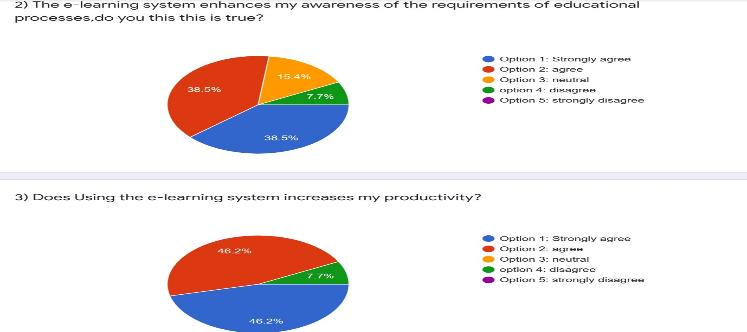 2) The e-learning system enhances my awareness of the requirements of educational
processes,do you this this is true?
38.5%
15.4%
7.7%
38.5%
Option 1: Strongly agree
Option 2: agree
Option 3: neutral
option 4: disagree
Option 5: strongly disagree
3) Does Using the e-learning system increases my productivity?
46.2%
7.7%
46.2%
Option 1: Strongly agree
Option 2: agree
Option 3: neutral
option 4: disagree
Option 5: strongly disagree